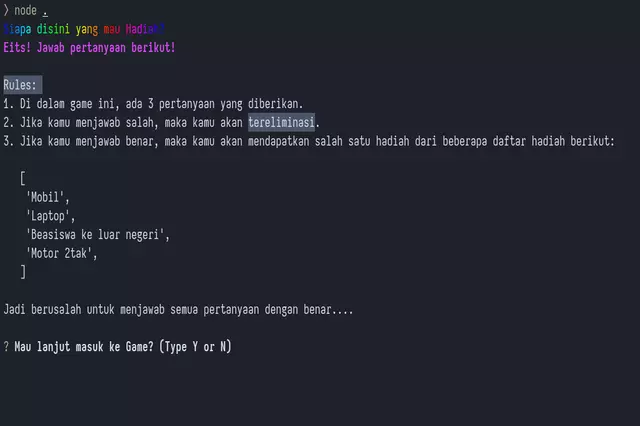 ❯ node .
Siapa disini yang mau Hadiah?
Eits! Jawab pertanyaan berikut!
Rules:
1. Di dalam game ini, ada 3 pertanyaan yang diberikan.
2. Jika kamu menjawab salah, maka kamu akan tereliminasi.
3. Jika kamu menjawab benar, maka kamu akan mendapatkan salah satu hadiah dari beberapa daftar hadiah berikut:
[
'Mobil',
'Laptop',
'Beasiswa ke luar negeri',
'Motor 2tak',
]
Jadi berusalah untuk menjawab semua pertanyaan dengan benar....
? Mau lanjut masuk ke Game? (Type Y or N)